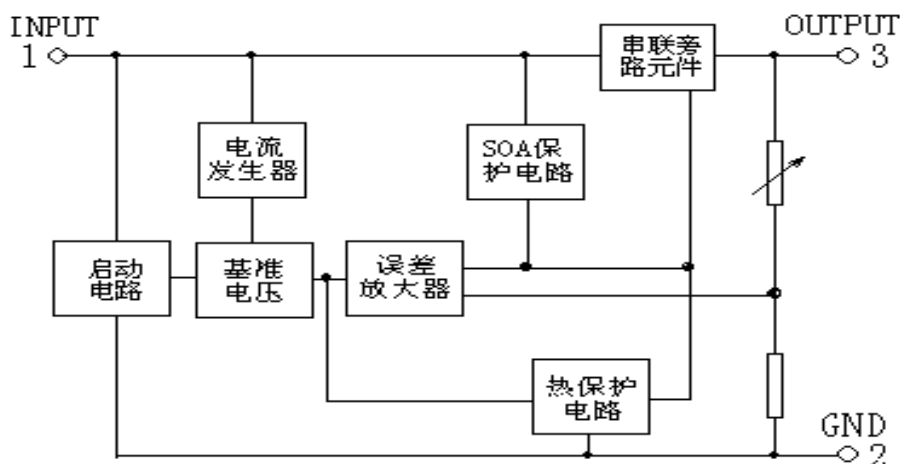 INPUT
1
OUTPUT
3
串联旁
路元件
电流
发生器
SOA保
护电路
启动
电路
基准
电压
误差
放大器
热保护
电路
GND
2